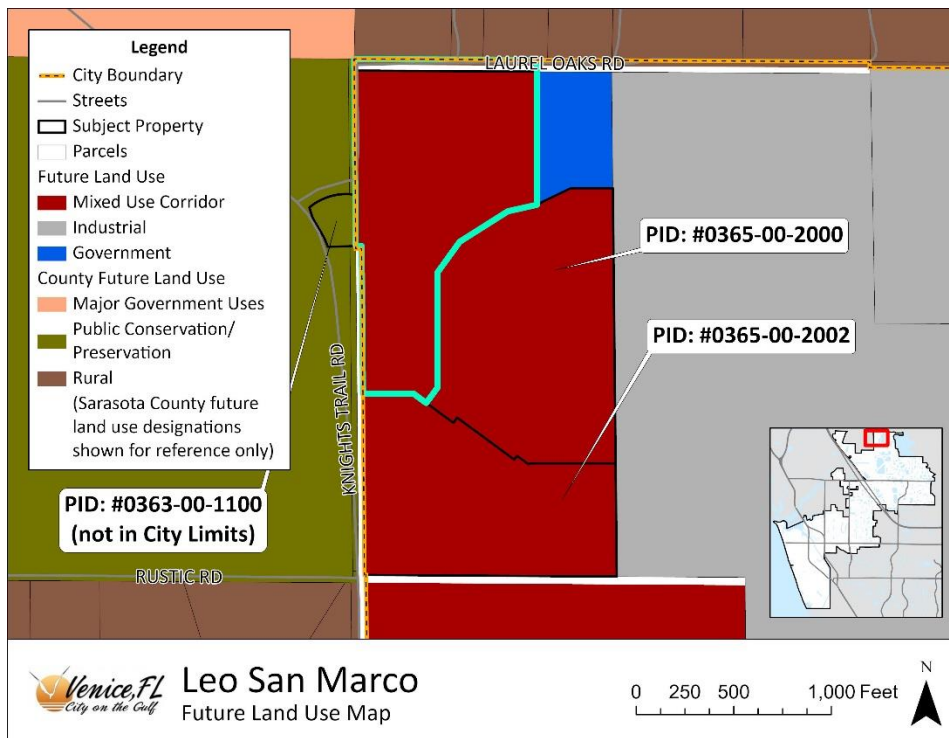 Legend
City Boundary
Streets
Subject Property
Parcels
Future Land Use
Mixed Use Corridor
Industrial
Government
County Future Land Use
Major Government Uses
Public Conservation/
Preservation
Rural
(Sarasota County future
land use designations
shown for reference only)
LAUREL OAKS RD
PID: #0365-00-2000
PID: #0365-00-2002
KNIGHTS TRAIL RD
PID: #0363-00-1100
(not in City Limits)
RUSTIC RD
Venice, FL
City on the Gulf
Leo San Marco
Future Land Use Map
0 250 500 1,000 Feet
N